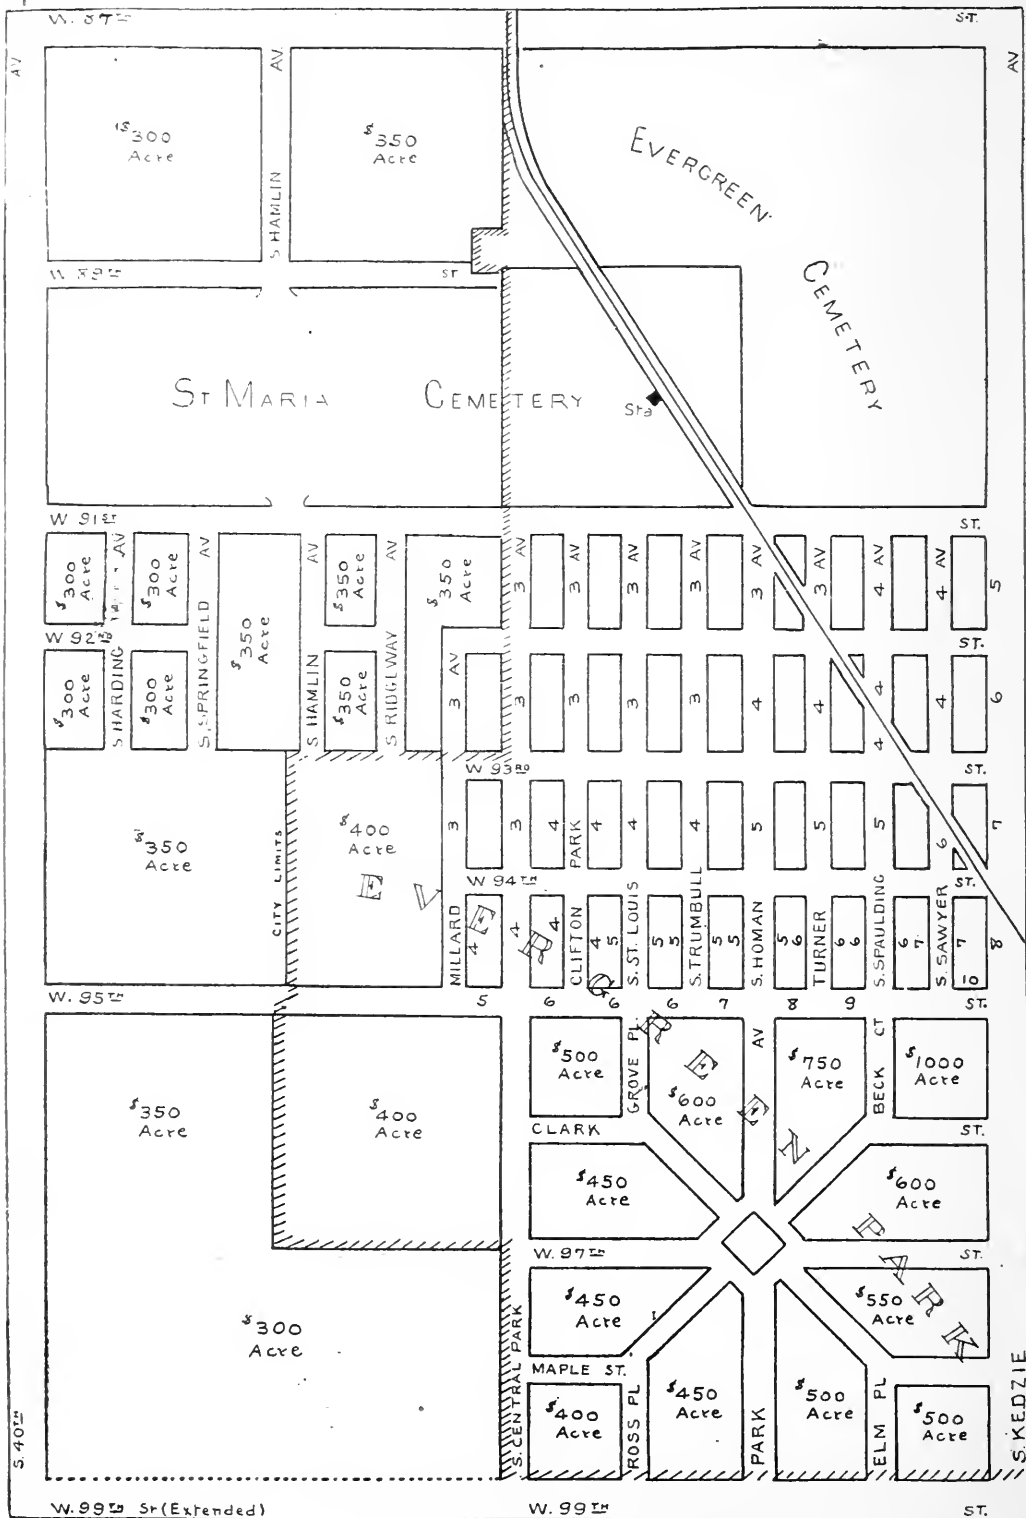 W. 87TH ST.
AV
S HAMLIN AV
AV
$300
Acre
$350
Acre
EVERGREEN
CEMETERY
W 89TH ST
ST MARIA CEMETERY
Sta
W 91ST ST.
$300
Acre
AV
$300
Acre
AV
$350
Acre
AV
$350
Acre
AV
$350
Acre
3 AV
3 AV
3 AV
3 AV
3 AV
3 AV
4 AV
4 AV
5
W 92ND ST.
$300
Acre
S HARDING
$300
Acre
S. SPRINGFIELD
S HAMLIN
$350
Acre
S RIDGEWAY
3 AV
3
3
3
3
4
4
4
4
4
6
W 93RD ST.
$350
Acre
CITY LIMITS
$400
Acre
3
3
4
PARK
4
4
4
5
5
5
6
7
W 94TH ST.
MILLARD
4
4
4
CLIFTON
4
5
S. ST. LOUIS
5
5
S. TRUMBULL
5
5
S. HOMAN
5
6
TURNER
6
6
S. SPAULDING
6
7
S. SAWYER
7
10
8
EVERGREEN PARK
W. 95TH ST.
5 6 6 6 7 8 9
$350
Acre
$400
Acre
$500
Acre
GROVE PL.
$600
Acre
AV
$750
Acre
BECK CT
$1000
Acre
CLARK ST.
$450
Acre
$600
Acre
W. 97TH ST.
$300
Acre
S. CENTRAL PARK
$450
Acre
$550
Acre
MAPLE ST.
$400
Acre
ROSS PL
$450
Acre
PARK
$500
Acre
ELM PL
$500
Acre
S. 40TH
S. KEDZIE
W. 99TH St (Extended) W. 99TH ST.